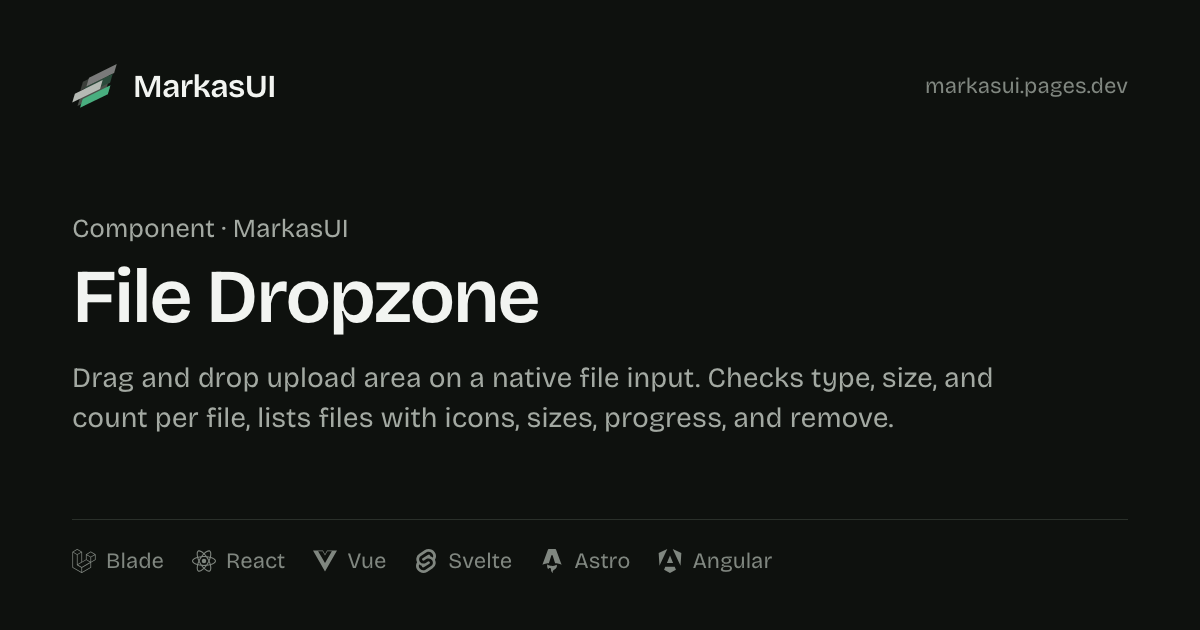 MarkasUI
markasui.pages.dev
Component · MarkasUI
File Dropzone
Drag and drop upload area on a native file input. Checks type, size, and
count per file, lists files with icons, sizes, progress, and remove.
Blade React Vue Svelte Astro Angular